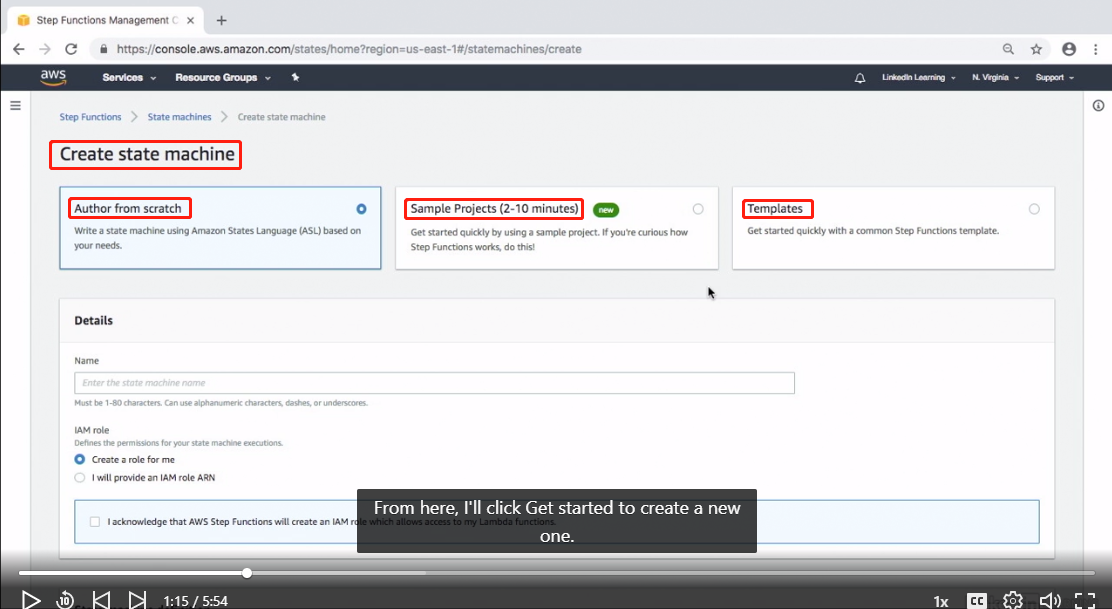 Step Functions Management C
https://console.aws.amazon.com/states/home?region=us-east-1#/statemachines/create
aws Services Resource Groups LinkedIn Learning N. Virginia Support
Step Functions > State machines > Create state machine
Create state machine
Author from scratch
Write a state machine using Amazon States Language (ASL) based on
your needs.
Sample Projects (2-10 minutes) new
Get started quickly by using a sample project. If you're curious how
Step Functions works, do this!
Templates
Get started quickly with a common Step Functions template.
Details
Name
Enter the state machine name
Must be 1-80 characters. Can use alphanumeric characters, dashes, or underscores.
IAM role
Defines the permissions for your state machine executions.
Create a role for me
I will provide an IAM role ARN
I acknowledge that AWS Step Functions will create an IAM role which allows access to my Lambda functions.
From here, I'll click Get started to create a new
one.
10 1:15 / 5:54 1x CC